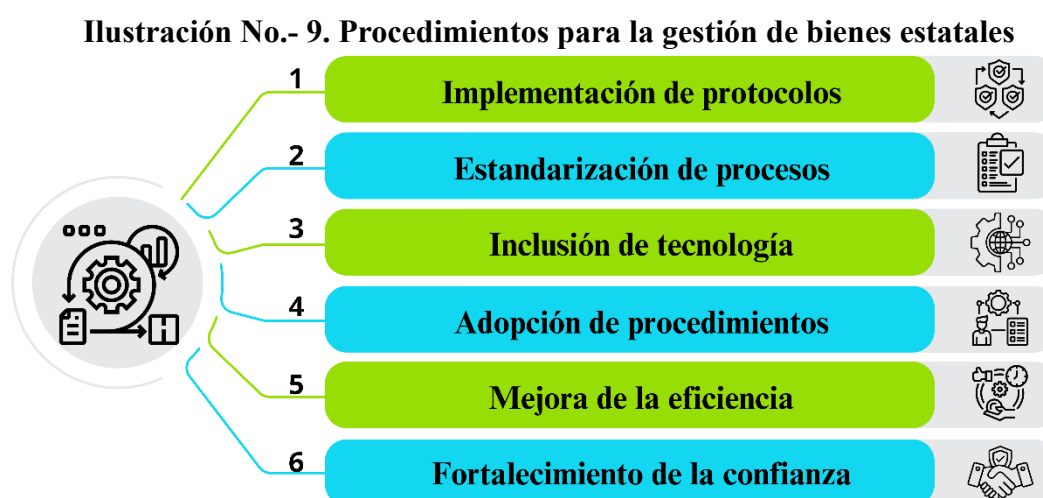 Ilustración No.- 9. Procedimientos para la gestión de bienes estatales
1 Implementación de protocolos
2 Estandarización de procesos
3 Inclusión de tecnología
4 Adopción de procedimientos
5 Mejora de la eficiencia
6 Fortalecimiento de la confianza